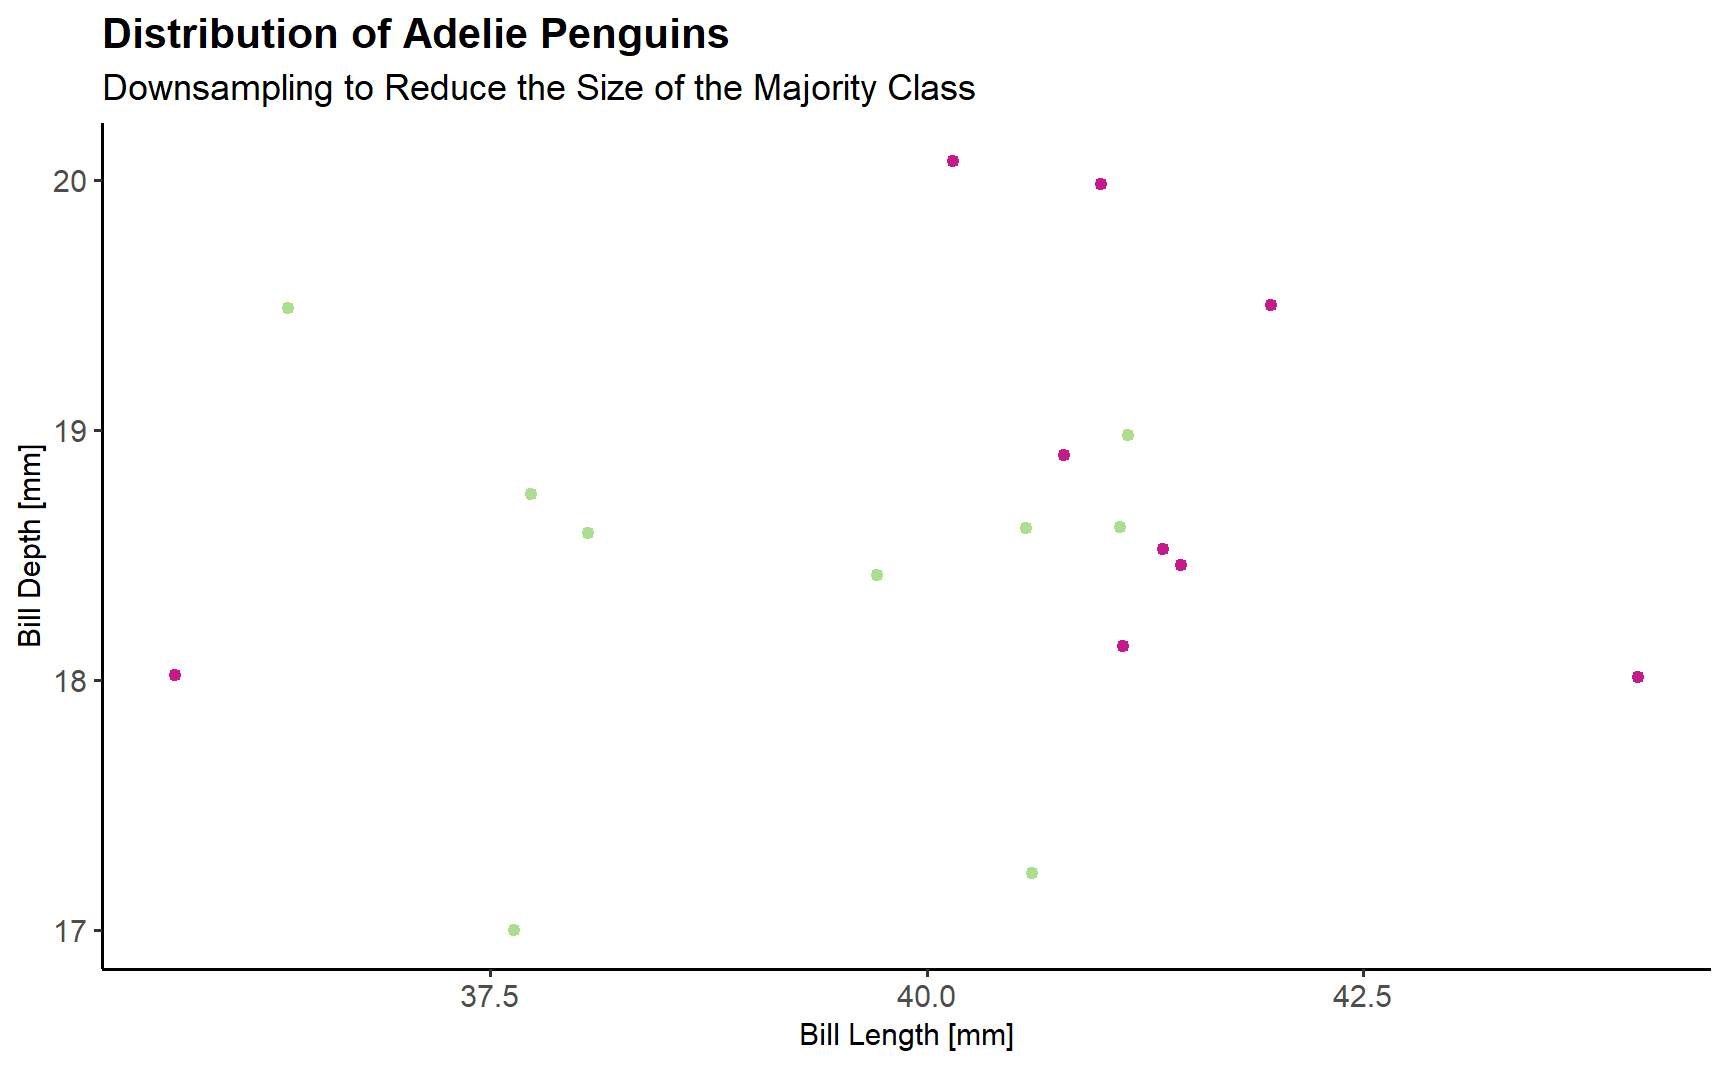 Distribution of Adelie Penguins
Downsampling to Reduce the Size of the Majority Class
20
19
18
17
Bill Depth [mm]
37.5 40.0 42.5
Bill Length [mm]